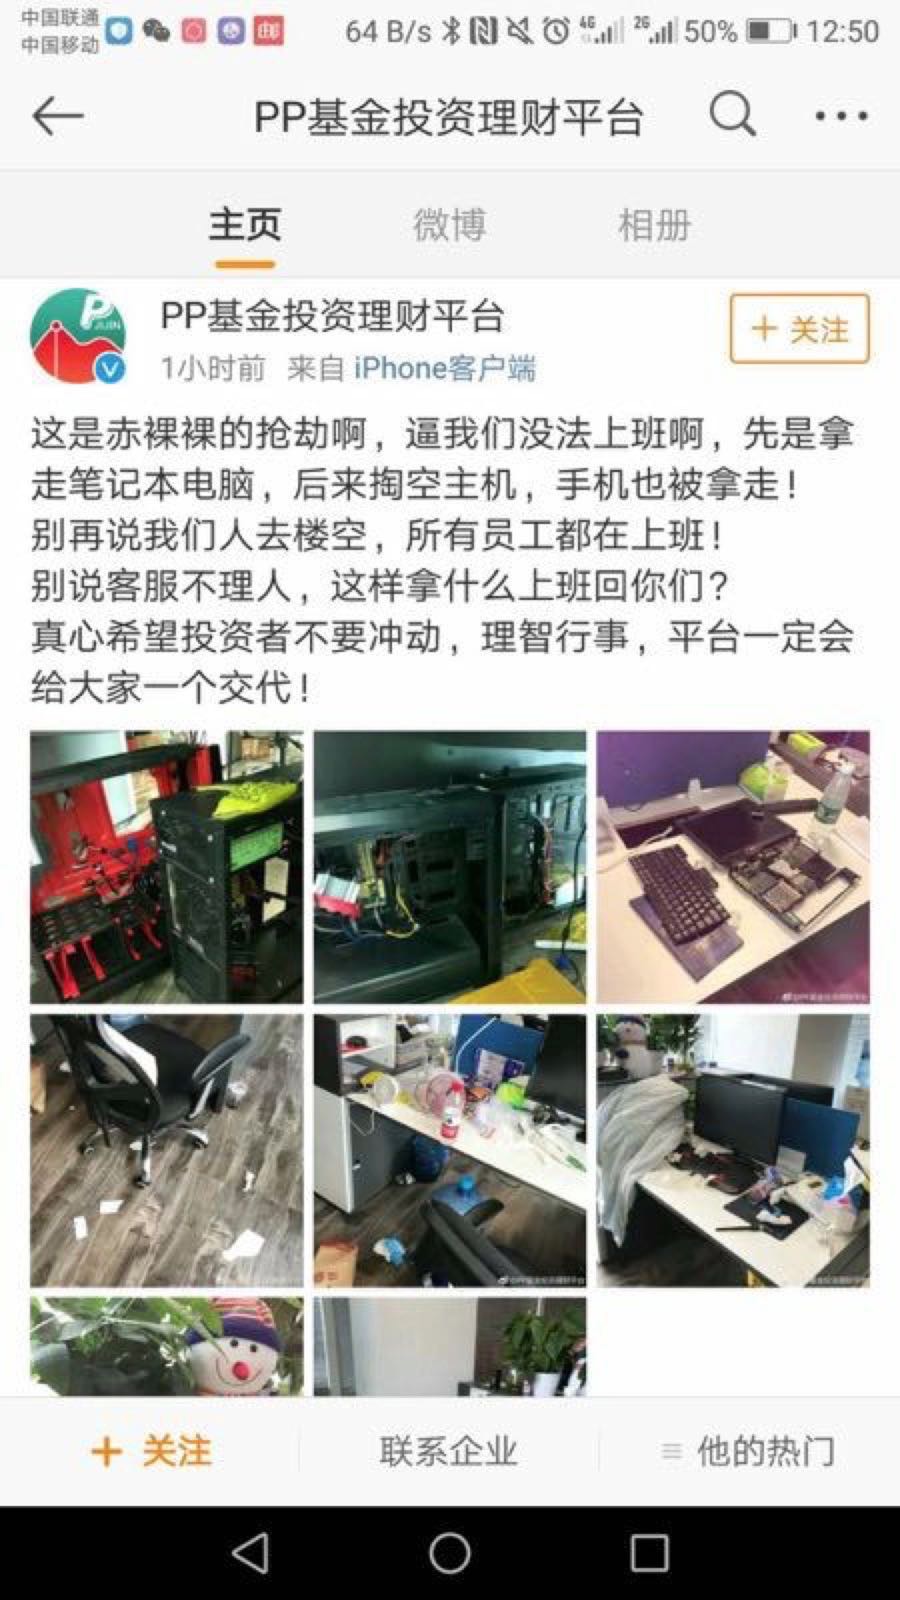 中国联通
中国移动
64 B/s 4G 2G 50% 12:50
PP基金投资理财平台
主页 微博 相册
PP基金投资理财平台
1小时前 来自 iPhone客户端
+ 关注
这是赤裸裸的抢劫啊，逼我们没法上班啊，先是拿
走笔记本电脑，后来掏空主机，手机也被拿走！
别再说我们人去楼空，所有员工都在上班！
别说客服不理人，这样拿什么上班回你们？
真心希望投资者不要冲动，理智行事，平台一定会
给大家一个交代！
+ 关注 联系企业 他的热门